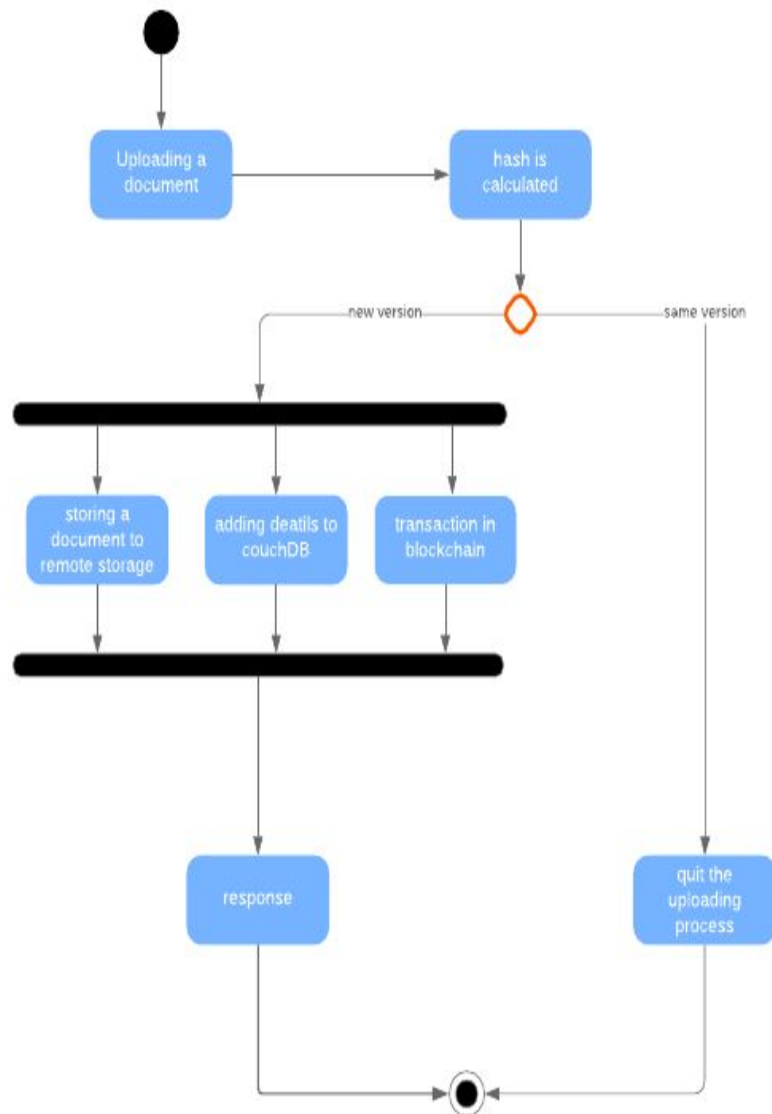 Uploading a
document
hash is
calculated
new version
same version
storing a
document to
remote storage
adding deatils to
couchDB
transaction in
blockchain
response
quit the
uploading
process